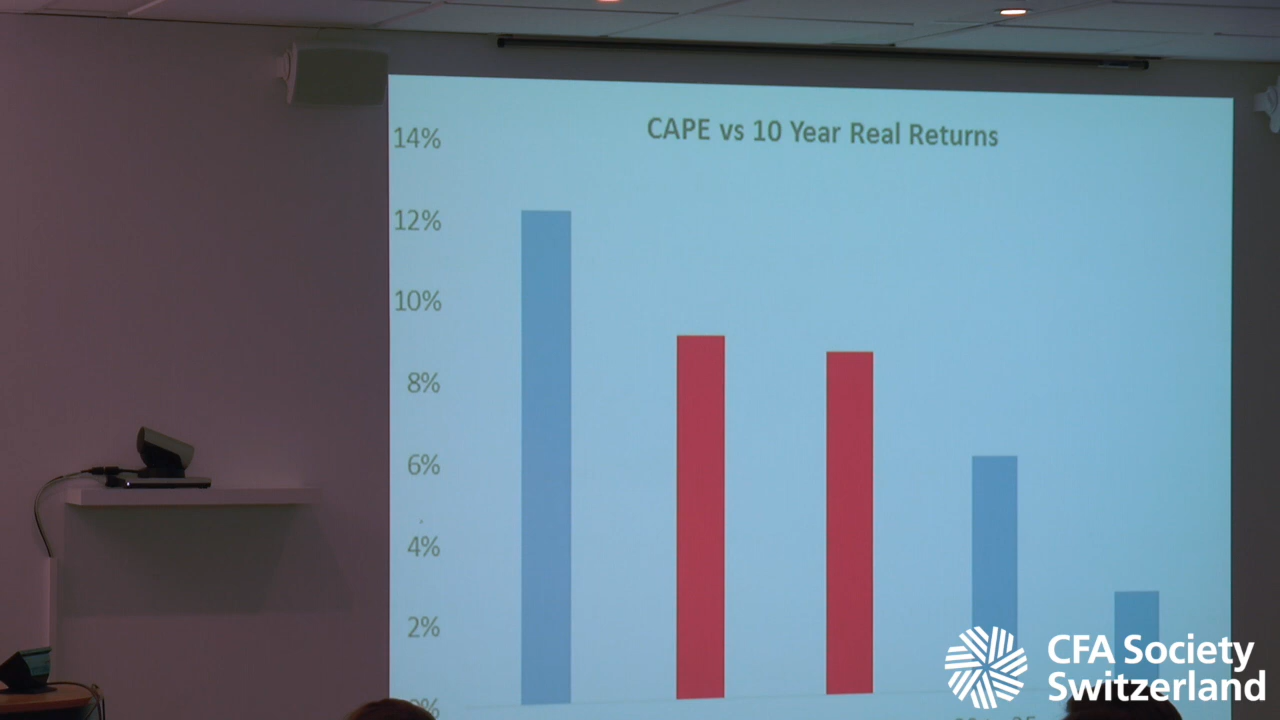 CAPE vs 10 Year Real Returns
14%
12%
10%
8%
6%
4%
2%
CFA Society
Switzerland